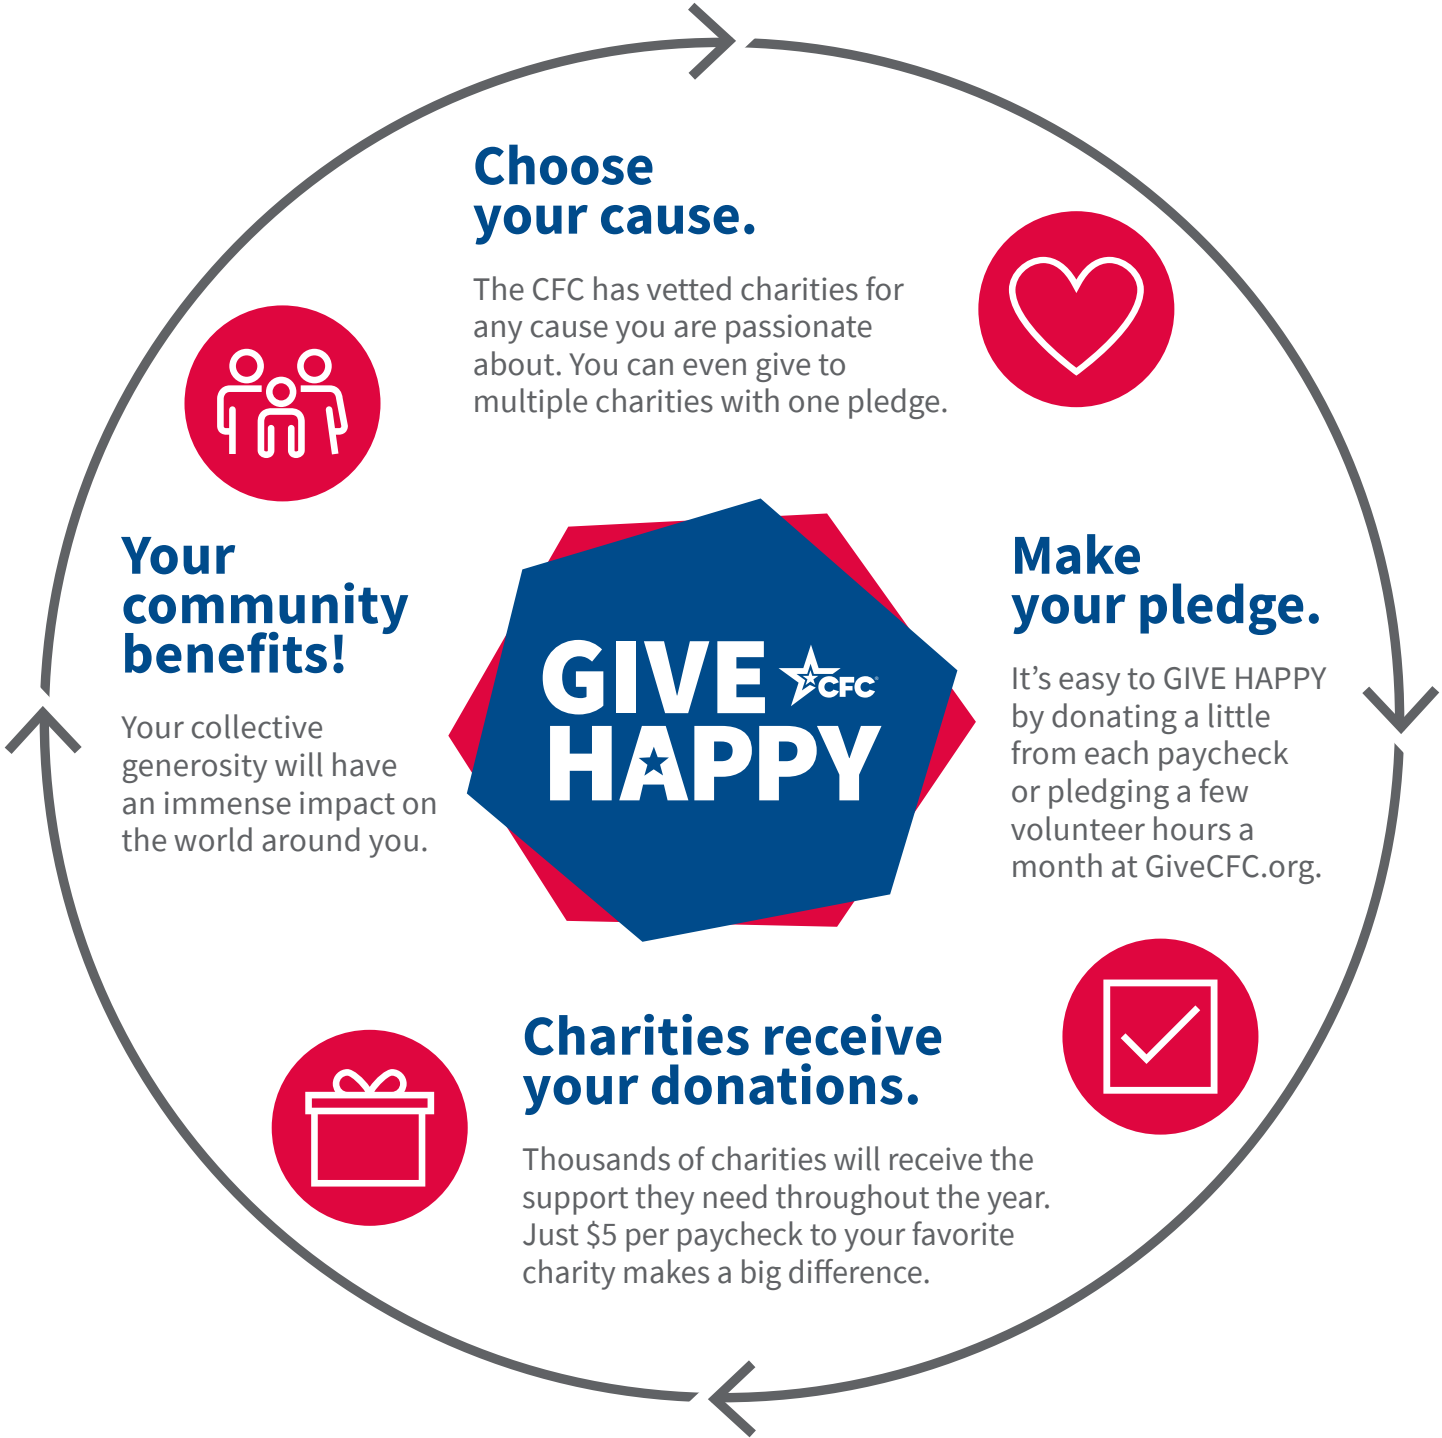 Choose
your cause.
The CFC has vetted charities for
any cause you are passionate
about. You can even give to
multiple charities with one pledge.
Make
your pledge.
It’s easy to GIVE HAPPY
by donating a little
from each paycheck
or pledging a few
volunteer hours a
month at GiveCFC.org.
Charities receive
your donations.
Thousands of charities will receive the
support they need throughout the year.
Just $5 per paycheck to your favorite
charity makes a big difference.
Your
community
benefits!
Your collective
generosity will have
an immense impact on
the world around you.
GIVE CFC®
HAPPY